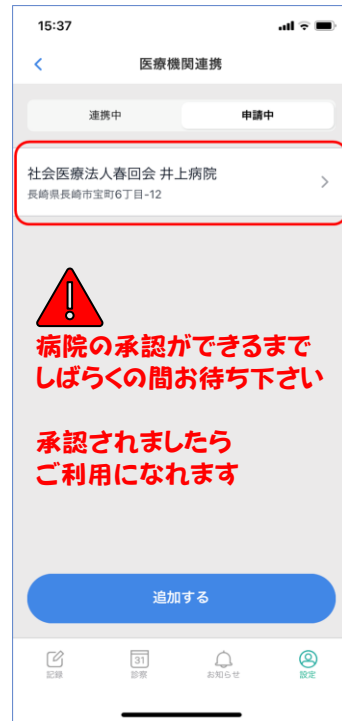 15:37
医療機関連携
連携中
申請中
社会医療法人春回会 井上病院
長崎県長崎市宝町6丁目-12
病院の承認ができるまで
しばらくの間お待ち下さい
承認されましたら
ご利用になれます
追加する
31
記録
診察
お知らせ
設定